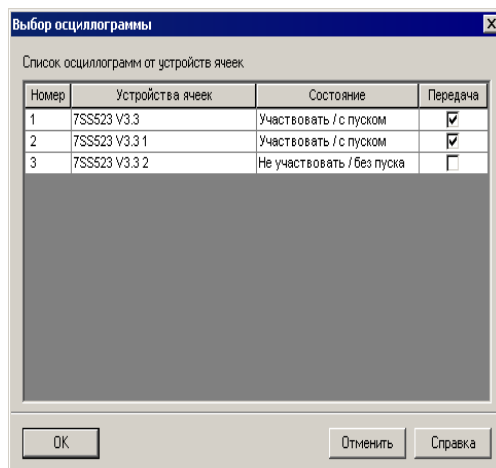 Выбор осциллограммы
Список осциллограмм от устройств ячеек
Номер Устройства ячеек Состояние Передача
1 7SS523 V3.3 Участвовать / с пуском
2 7SS523 V3.3 1 Участвовать / с пуском
3 7SS523 V3.3 2 Не участвовать / без пуска
OK Отменить Справка